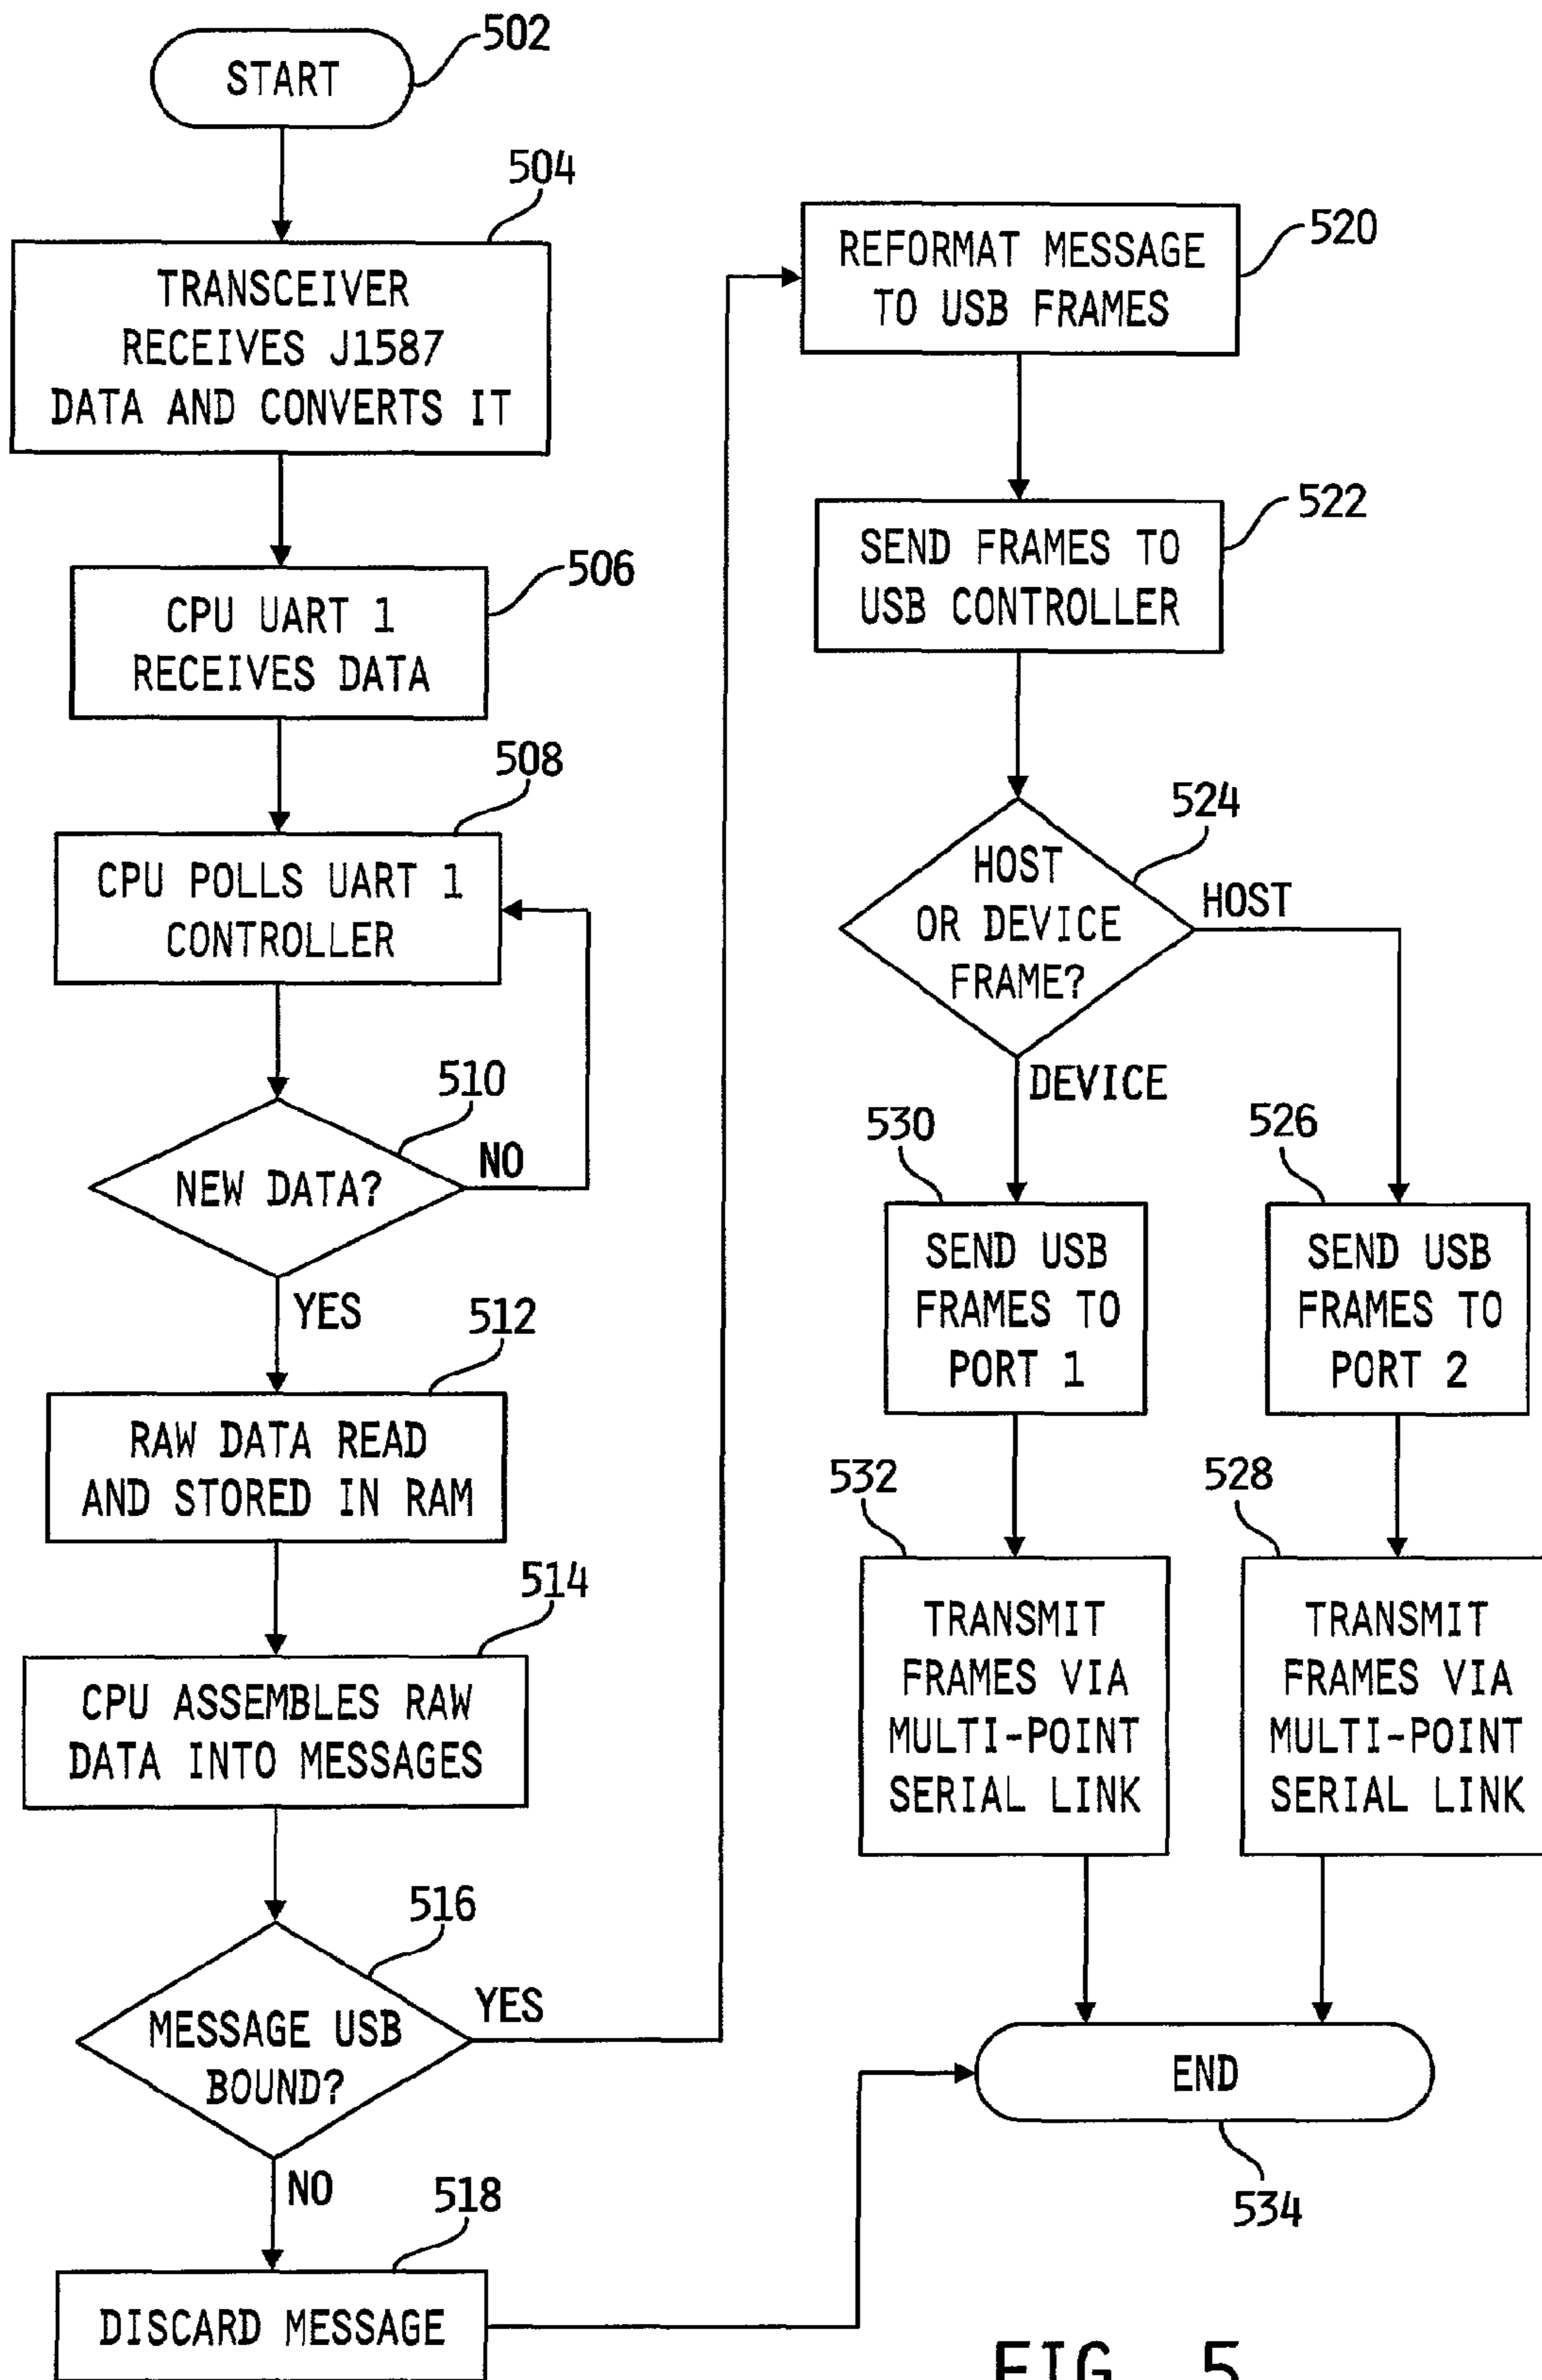 502
START
504
TRANSCEIVER
RECEIVES J1587
DATA AND CONVERTS IT
506
CPU UART 1
RECEIVES DATA
508
CPU POLLS UART 1
CONTROLLER
510
NEW DATA?
NO
YES
512
RAW DATA READ
AND STORED IN RAM
514
CPU ASSEMBLES RAW
DATA INTO MESSAGES
516
MESSAGE USB
BOUND?
YES
NO
518
DISCARD MESSAGE
520
REFORMAT MESSAGE
TO USB FRAMES
522
SEND FRAMES TO
USB CONTROLLER
524
HOST
OR DEVICE
FRAME?
HOST
DEVICE
530
SEND USB
FRAMES TO
PORT 1
526
SEND USB
FRAMES TO
PORT 2
532
TRANSMIT
FRAMES VIA
MULTI-POINT
SERIAL LINK
528
TRANSMIT
FRAMES VIA
MULTI-POINT
SERIAL LINK
END
534
FIG. 5